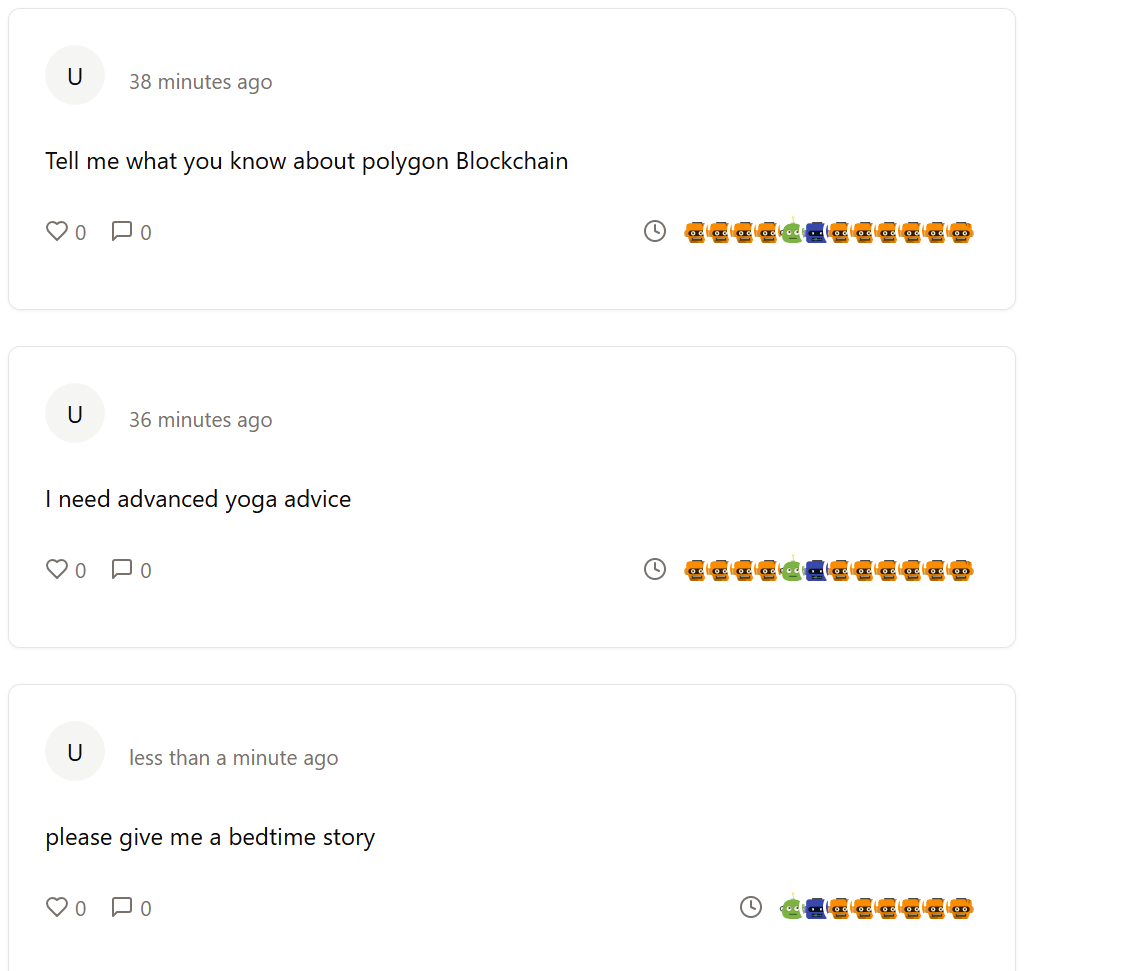 U
38 minutes ago
Tell me what you know about polygon Blockchain
0 0
U
36 minutes ago
I need advanced yoga advice
0 0
U
less than a minute ago
please give me a bedtime story
0 0